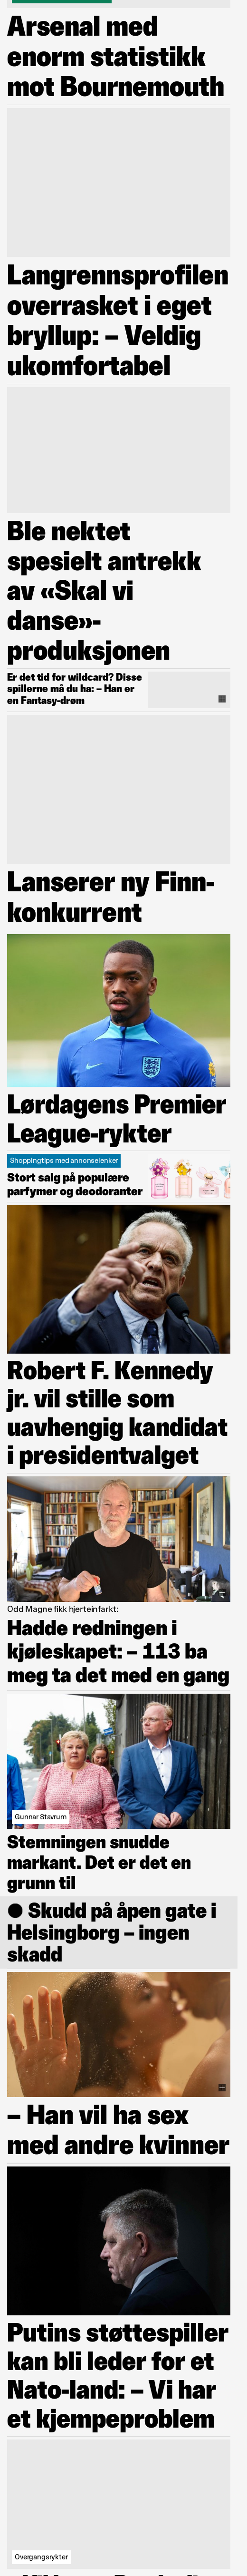 Arsenal med
enorm statistikk
mot Bournemouth
Langrennsprofilen
overrasket i eget
bryllup: – Veldig
ukomfortabel
Ble nektet
spesielt antrekk
av «Skal vi
danse»-
produksjonen
Er det tid for wildcard? Disse
spillerne må du ha: – Han er
en Fantasy-drøm
Lanserer ny Finn-
konkurrent
Lørdagens Premier
League-rykter
Shoppingtips med annonselenker
Stort salg på populære
parfymer og deodoranter
Robert F. Kennedy
jr. vil stille som
uavhengig kandidat
i presidentvalget
Odd Magne fikk hjerteinfarkt:
Hadde redningen i
kjøleskapet: – 113 ba
meg ta det med en gang
Gunnar Stavrum
Stemningen snudde
markant. Det er det en
grunn til
● Skudd på åpen gate i
Helsingborg – ingen
skadd
– Han vil ha sex
med andre kvinner
Putins støttespiller
kan bli leder for et
Nato-land: – Vi har
et kjempeproblem
Overgangsrykter